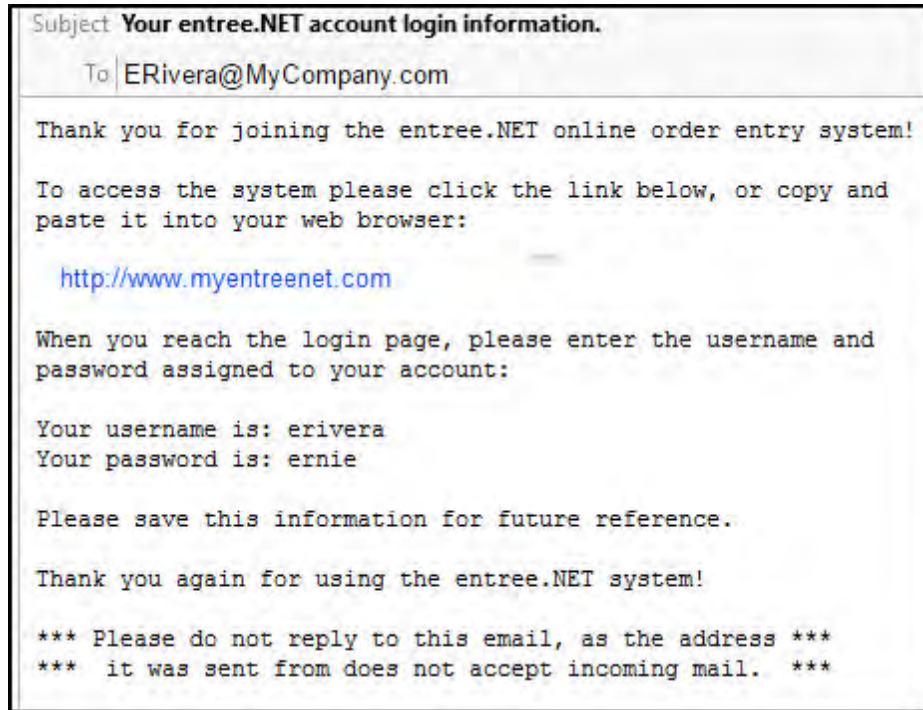 Subject Your entree.NET account login information.
To ERivera@MyCompany.com
Thank you for joining the entree.NET online order entry system!
To access the system please click the link below, or copy and
paste it into your web browser:
http://www.myentreenet.com
When you reach the login page, please enter the username and
password assigned to your account:
Your username is: erivera
Your password is: ernie
Please save this information for future reference.
Thank you again for using the entree.NET system!
*** Please do not reply to this email, as the address ***
*** it was sent from does not accept incoming mail. ***